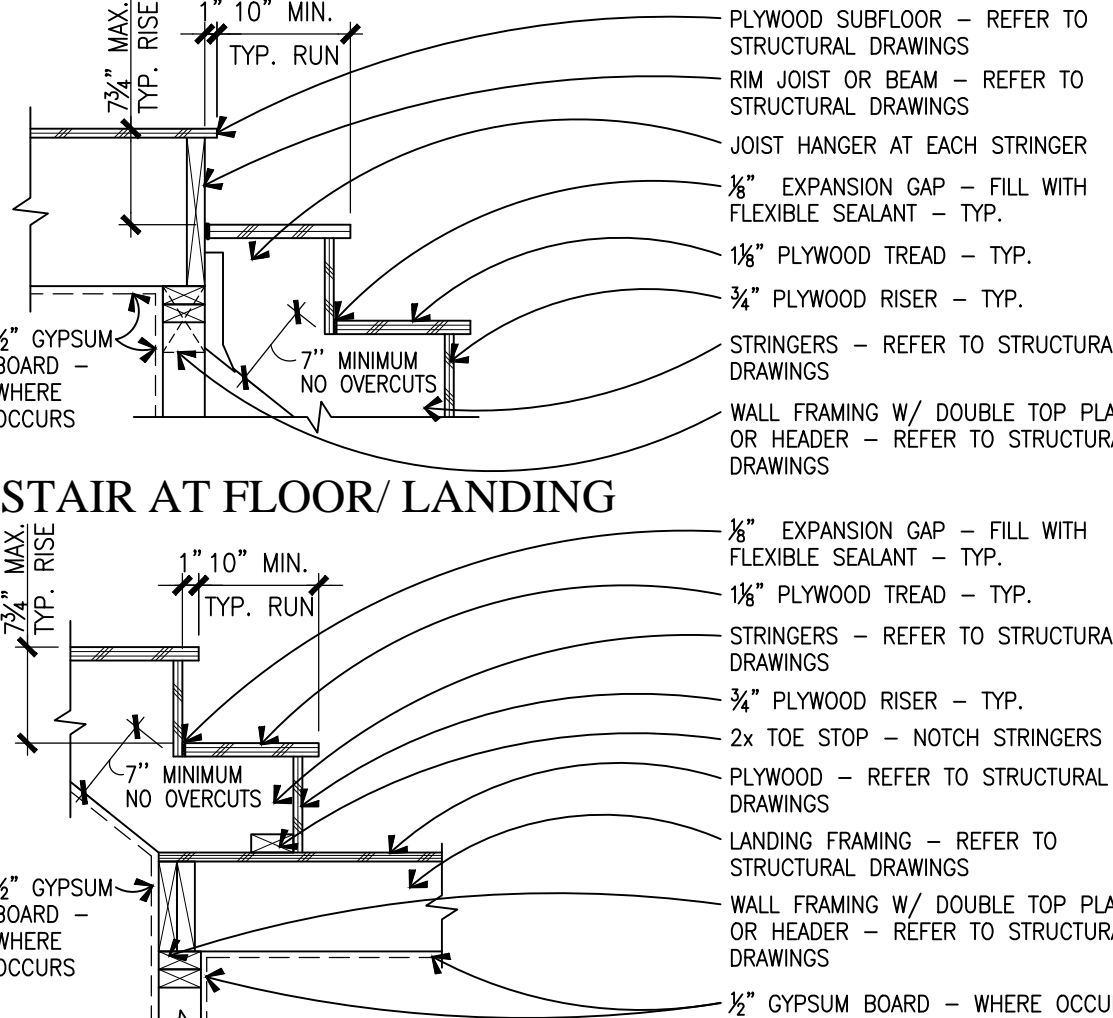 7¾" MAX.
TYP. RISE
1" 10" MIN.
TYP. RUN
PLYWOOD SUBFLOOR – REFER TO
STRUCTURAL DRAWINGS
RIM JOIST OR BEAM – REFER TO
STRUCTURAL DRAWINGS
JOIST HANGER AT EACH STRINGER
⅛" EXPANSION GAP – FILL WITH
FLEXIBLE SEALANT – TYP.
1⅛" PLYWOOD TREAD – TYP.
¾" PLYWOOD RISER – TYP.
STRINGERS – REFER TO STRUCTURA
DRAWINGS
WALL FRAMING W/ DOUBLE TOP PLA
OR HEADER – REFER TO STRUCTURA
DRAWINGS
½" GYPSUM
BOARD –
WHERE
OCCURS
7" MINIMUM
NO OVERCUTS
STAIR AT FLOOR/ LANDING
7¾" MAX.
TYP. RISE
1" 10" MIN.
TYP. RUN
⅛" EXPANSION GAP – FILL WITH
FLEXIBLE SEALANT – TYP.
1⅛" PLYWOOD TREAD – TYP.
STRINGERS – REFER TO STRUCTURA
DRAWINGS
¾" PLYWOOD RISER – TYP.
2x TOE STOP – NOTCH STRINGERS
PLYWOOD – REFER TO STRUCTURAL
DRAWINGS
LANDING FRAMING – REFER TO
STRUCTURAL DRAWINGS
WALL FRAMING W/ DOUBLE TOP PLA
OR HEADER – REFER TO STRUCTURA
DRAWINGS
½" GYPSUM BOARD – WHERE OCCU
7" MINIMUM
NO OVERCUTS
½" GYPSUM
BOARD –
WHERE
OCCURS